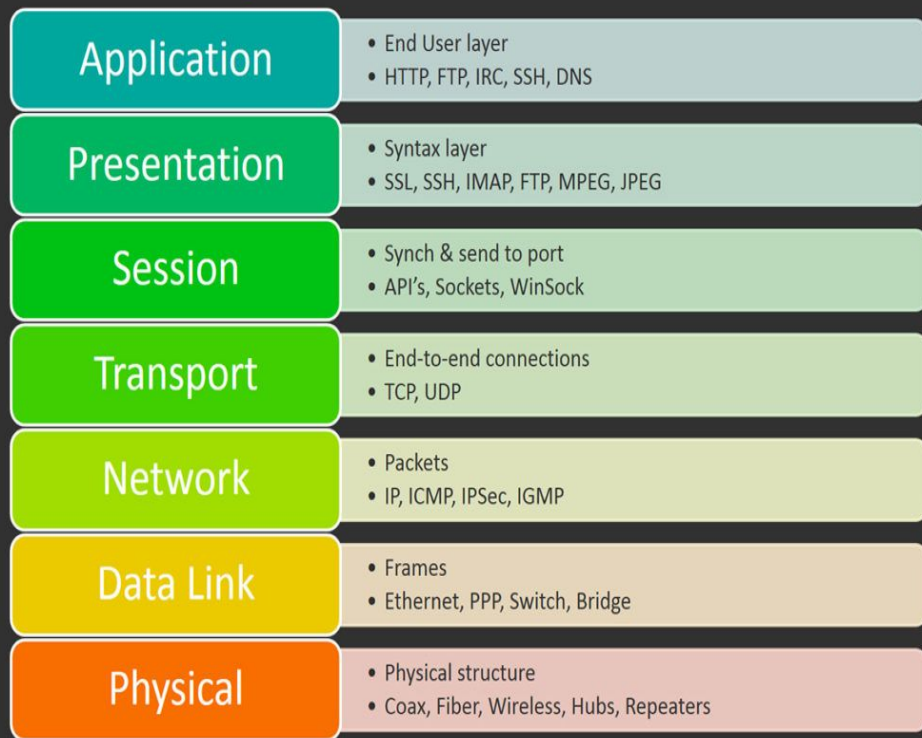 Application
• End User layer
• HTTP, FTP, IRC, SSH, DNS
Presentation
• Syntax layer
• SSL, SSH, IMAP, FTP, MPEG, JPEG
Session
• Synch & send to port
• API’s, Sockets, WinSock
Transport
• End-to-end connections
• TCP, UDP
Network
• Packets
• IP, ICMP, IPSec, IGMP
Data Link
• Frames
• Ethernet, PPP, Switch, Bridge
Physical
• Physical structure
• Coax, Fiber, Wireless, Hubs, Repeaters